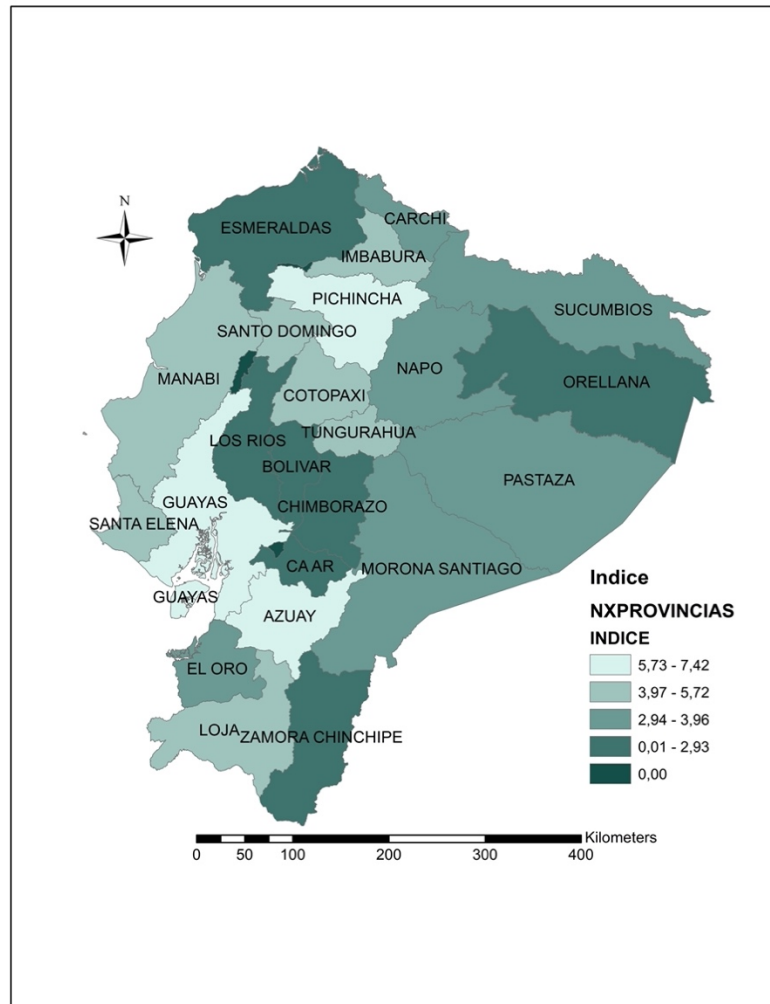 N
ESMERALDAS
CARCHI
IMBABURA
PICHINCHA
SUCUMBIOS
SANTO DOMINGO
NAPO
MANABI
ORELLANA
COTOPAXI
TUNGURAHUA
LOS RIOS
BOLIVAR
PASTAZA
GUAYAS
CHIMBORAZO
SANTA ELENA
CA AR
MORONA SANTIAGO
GUAYAS
AZUAY
EL ORO
LOJA
ZAMORA CHINCHIPE
Indice
NXPROVINCIAS
INDICE
5,73 - 7,42
3,97 - 5,72
2,94 - 3,96
0,01 - 2,93
0,00
Kilometers
0 50 100 200 300 400